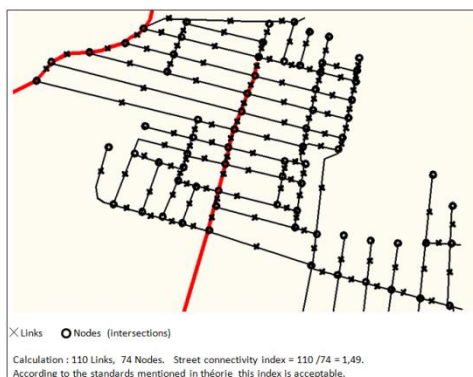 Links Nodes (intersections)
Calculation : 110 Links, 74 Nodes. Street connectivity index = 110 /74 = 1,49.
According to the standards mentioned in théorie this index is acceptable.